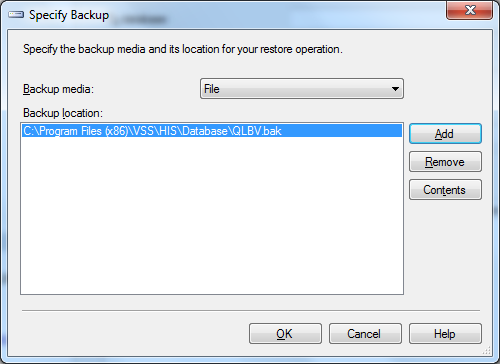 Specify Backup
Specify the backup media and its location for your restore operation.
Backup media:
File
Backup location:
C:\Program Files (x86)\VSS\HIS\Database\QLBV.bak
Add
Remove
Contents
OK
Cancel
Help